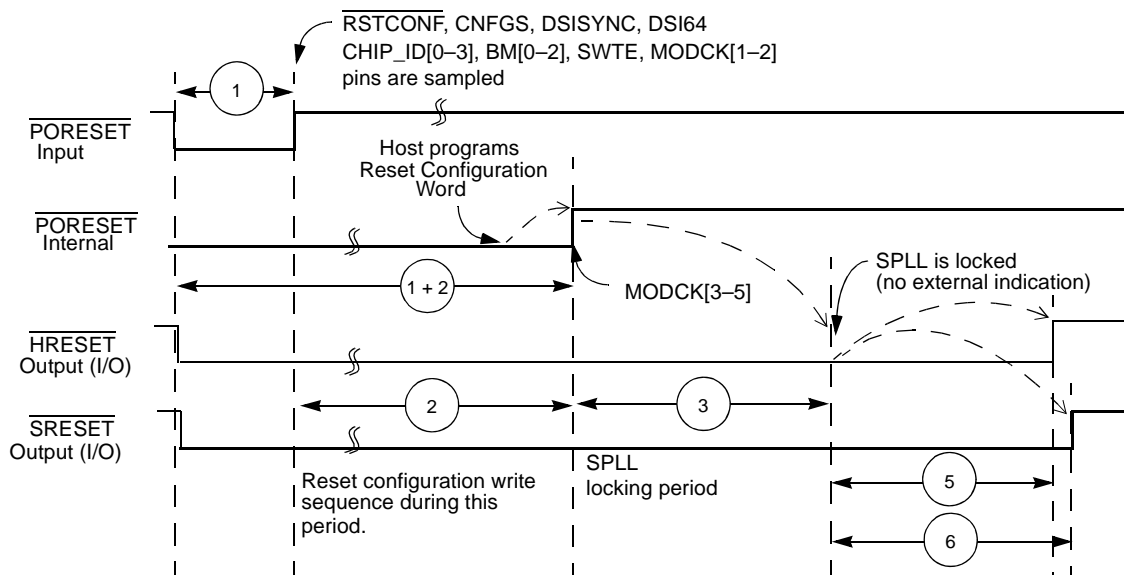 RSTCONF, CNFGS, DSISYNC, DSI64
CHIP_ID[0–3], BM[0–2], SWTE, MODCK[1–2]
pins are sampled
1
PORESET
Input
Host programs
Reset Configuration
Word
PORESET
Internal
SPLL is locked
(no external indication)
1 + 2
MODCK[3–5]
HRESET
Output (I/O)
2
3
SRESET
Output (I/O)
Reset configuration write
sequence during this
period.
SPLL
locking period
5
6